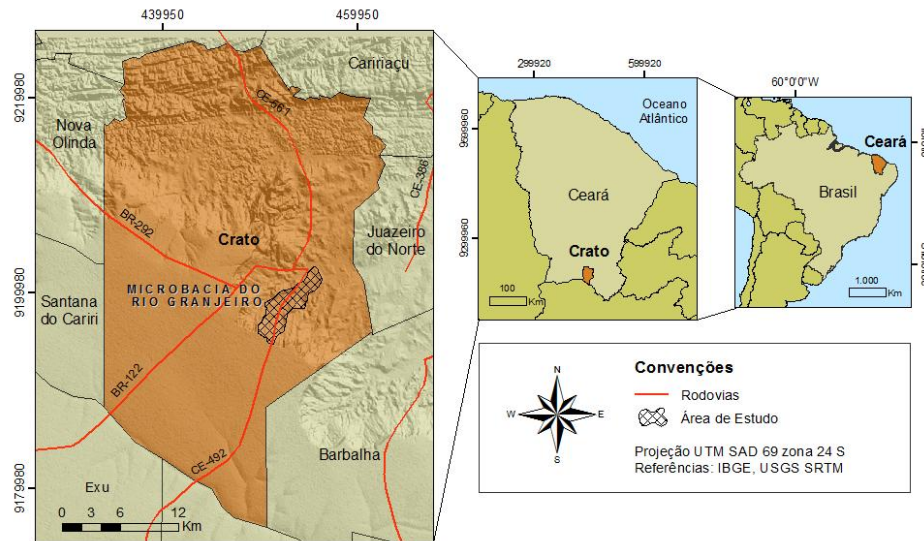 439950
459950
9219980
9199980
9179980
Caririaçu
CE-561
Nova
Olinda
CE-386
BR-292
Crato
Juazeiro
do Norte
MICROBACIA DO
RIO GRANJEIRO
Santana
do Cariri
BR-122
CE-492
Barbalha
Exu
0 3 6 12
Km
299920
599920
9699960
9299960
Oceano
Atlântico
Ceará
Crato
100
Km
60°0'0"W
Ceará
Brasil
1.000
Km
N
W
E
S
Convenções
Rodovias
Área de Estudo
Projeção UTM SAD 69 zona 24 S
Referências: IBGE, USGS SRTM